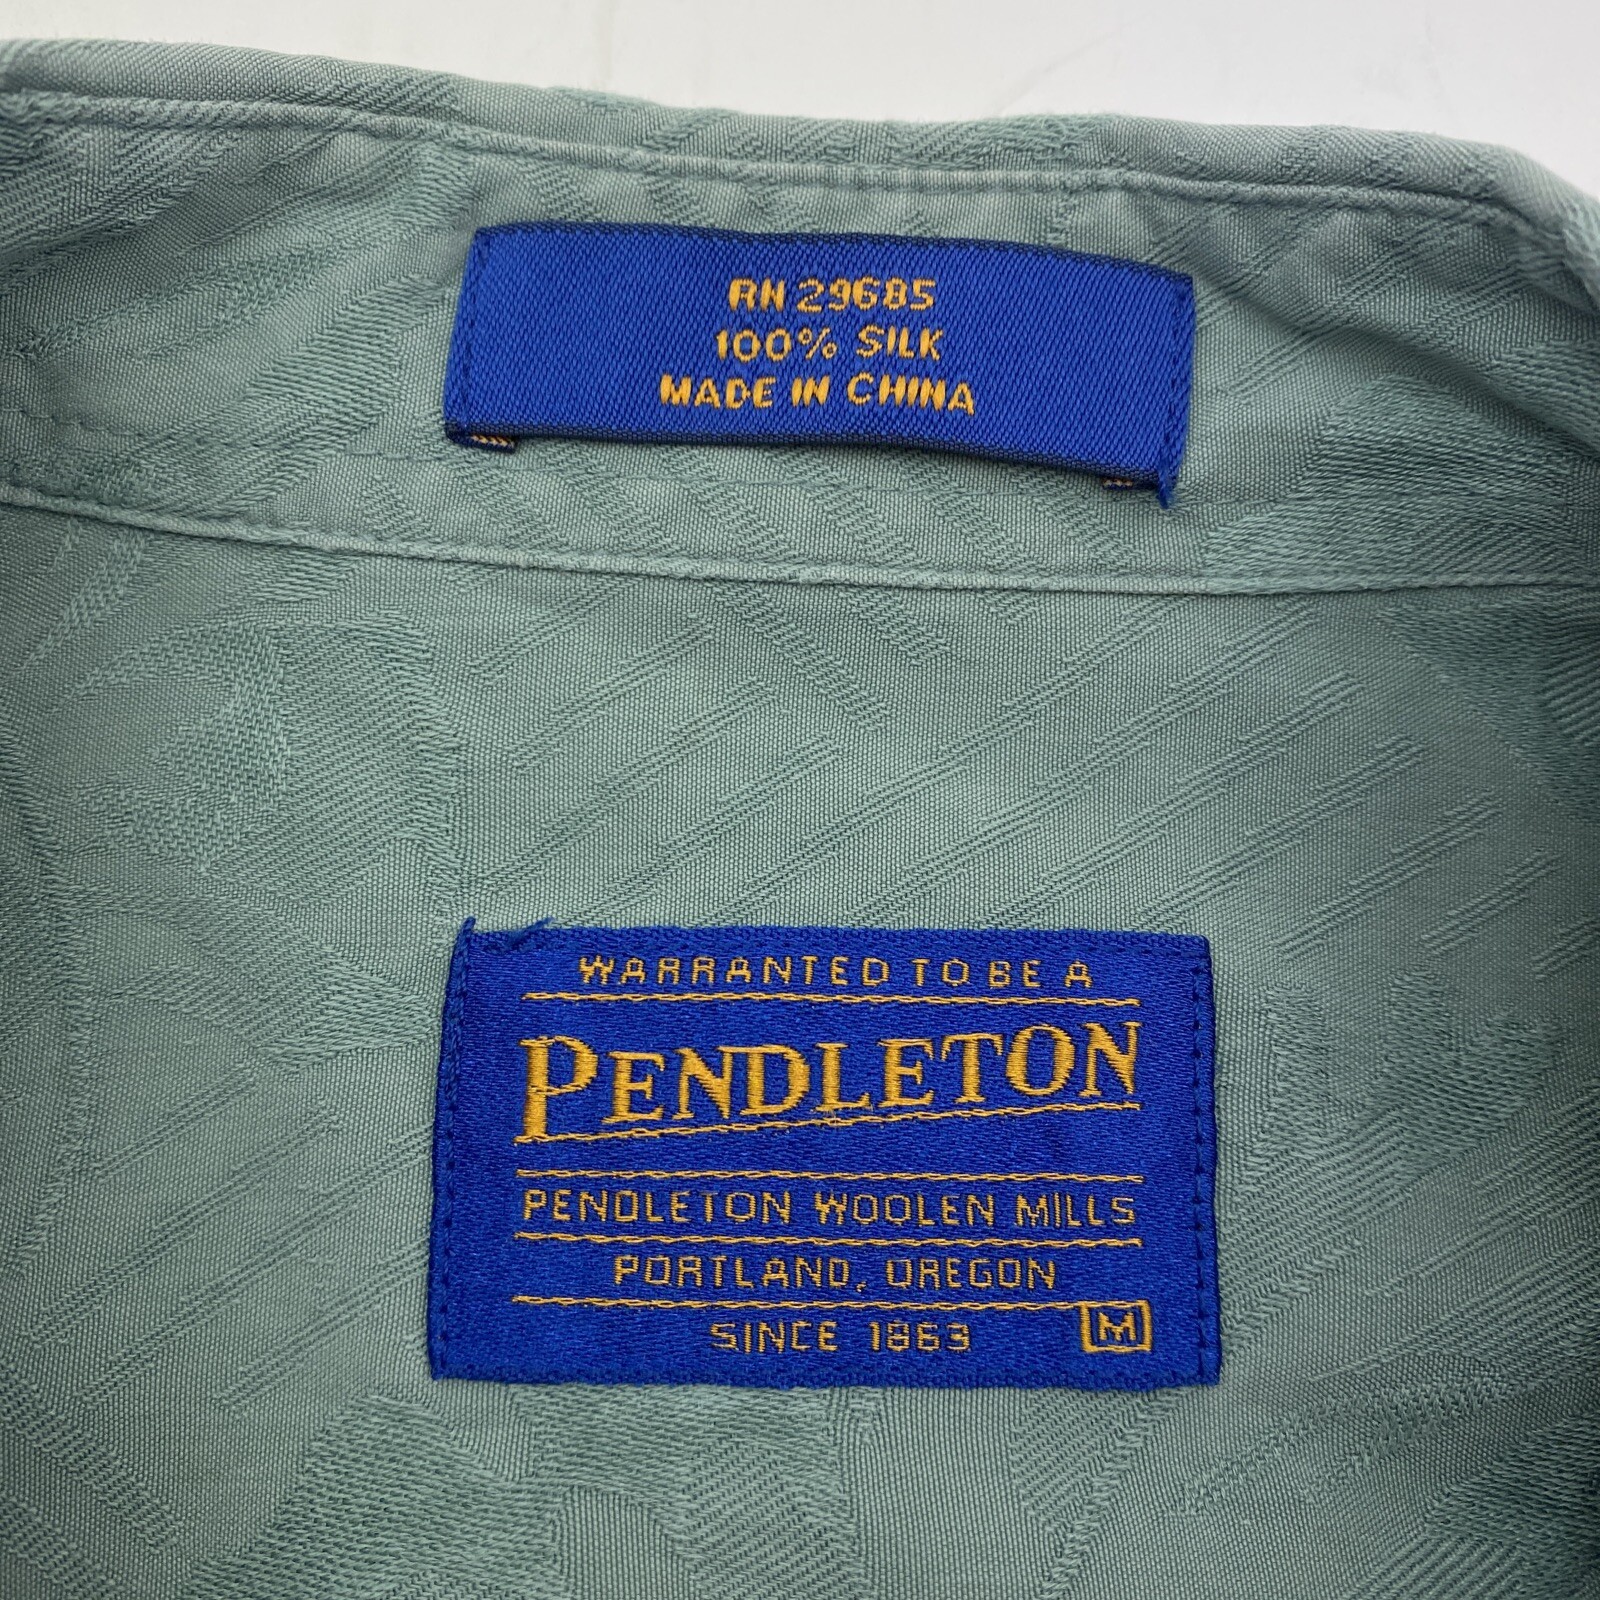 RN 29685
100% SILK
MADE IN CHINA
WARRANTED TO BE A
PENDLETON
PENDLETON WOOLEN MILLS
PORTLAND, OREGON
SINCE 1863
M